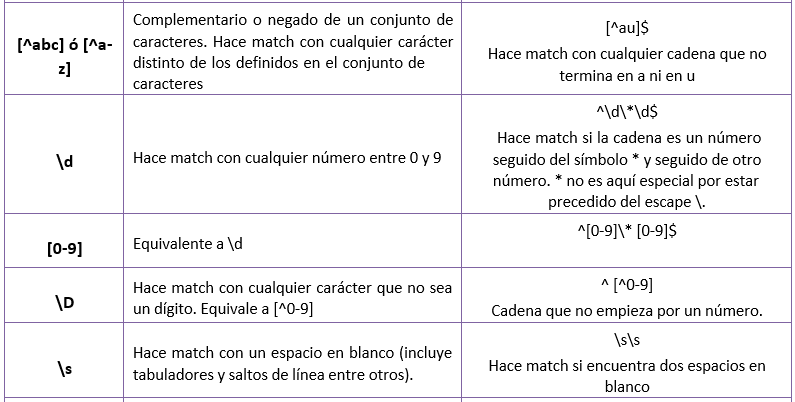 [^abc] ó [^a-
z]
Complementario o negado de un conjunto de
caracteres. Hace match con cualquier carácter
distinto de los definidos en el conjunto de
caracteres
[^au]$
Hace match con cualquier cadena que no
termina en a ni en u
\d
Hace match con cualquier número entre 0 y 9
^\d\*\d$
Hace match si la cadena es un número
seguido del símbolo * y seguido de otro
número. * no es aquí especial por estar
precedido del escape \.
[0-9]
Equivalente a \d
^[0-9]\* [0-9]$
\D
Hace match con cualquier carácter que no sea
un dígito. Equivale a [^0-9]
^ [^0-9]
Cadena que no empieza por un número.
\s
Hace match con un espacio en blanco (incluye
tabuladores y saltos de línea entre otros).
\s\s
Hace match si encuentra dos espacios en
blanco